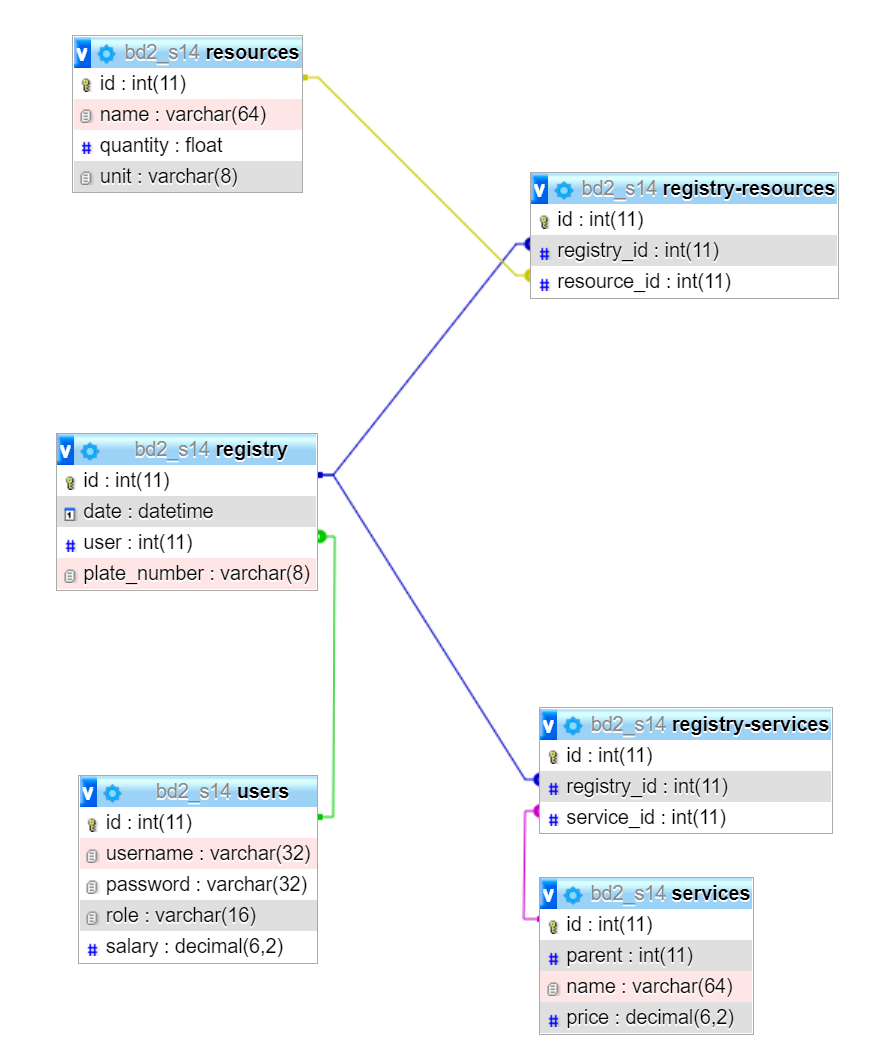 v bd2_s14 resources
id : int(11)
name : varchar(64)
# quantity : float
unit : varchar(8)
v bd2_s14 registry-resources
id : int(11)
# registry_id : int(11)
# resource_id : int(11)
v bd2_s14 registry
id : int(11)
1 date : datetime
# user : int(11)
plate_number : varchar(8)
v bd2_s14 registry-services
id : int(11)
# registry_id : int(11)
# service_id : int(11)
v bd2_s14 users
id : int(11)
username : varchar(32)
password : varchar(32)
role : varchar(16)
# salary : decimal(6,2)
v bd2_s14 services
id : int(11)
# parent : int(11)
name : varchar(64)
# price : decimal(6,2)